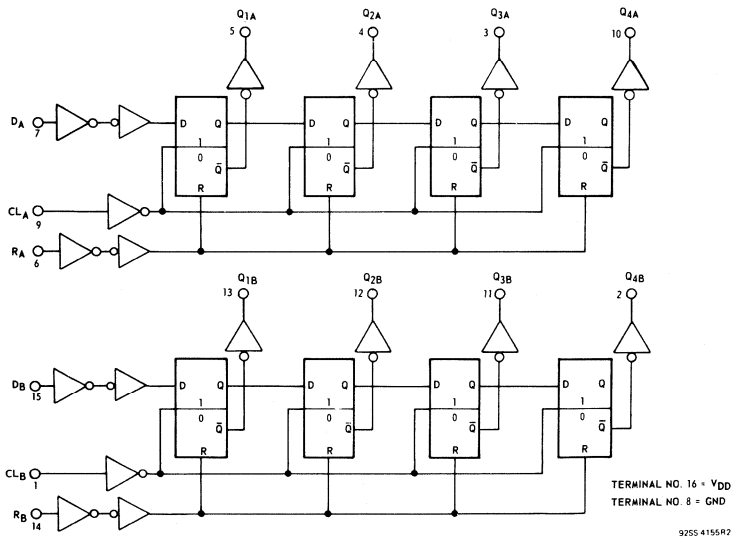 Q1A Q2A Q3A Q4A
5 4 3 10
DA 7
D Q D Q D Q D Q
1 1 1 1
0 0 0 0
Q̅ Q̅ Q̅ Q̅
R R R R
CLA 9
RA 6
Q1B Q2B Q3B Q4B
13 12 11 2
DB 15
D Q D Q D Q D Q
1 1 1 1
0 0 0 0
Q̅ Q̅ Q̅ Q̅
R R R R
CLB 1
RB 14
TERMINAL NO. 16 = VDD
TERMINAL NO. 8 = GND
92SS 4155R2